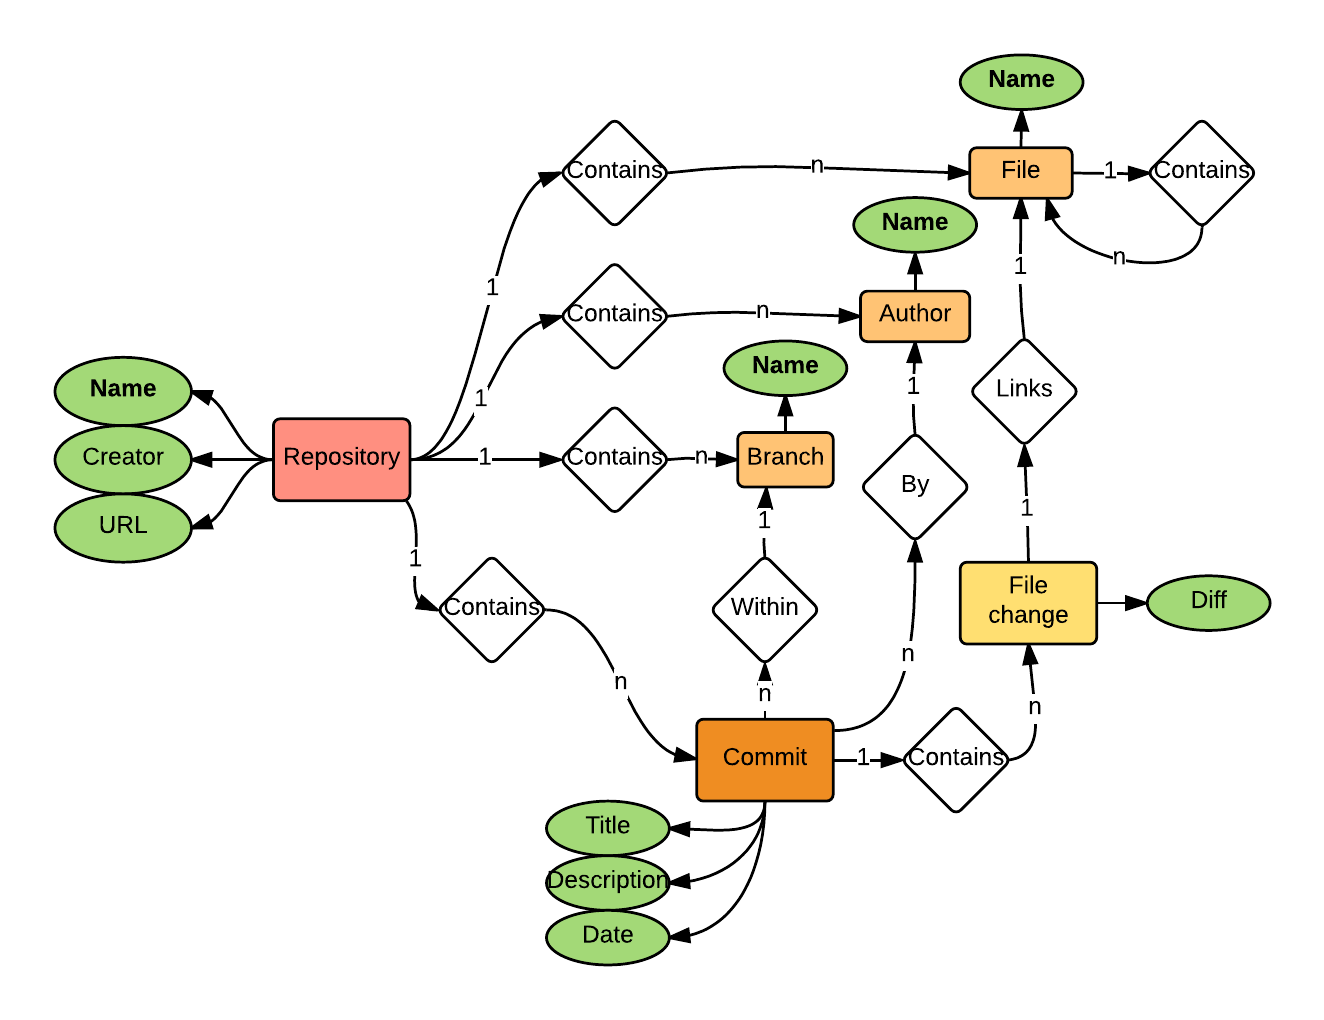 Name
Contains
n
File
1
Contains
Name
n
1
1
Contains
n
Author
Name
1
1
Links
Name
Creator
URL
Repository
1
Contains
n
Branch
By
1
1
1
Contains
Within
File
change
Diff
n
n
n
n
Commit
1
Contains
Title
Description
Date